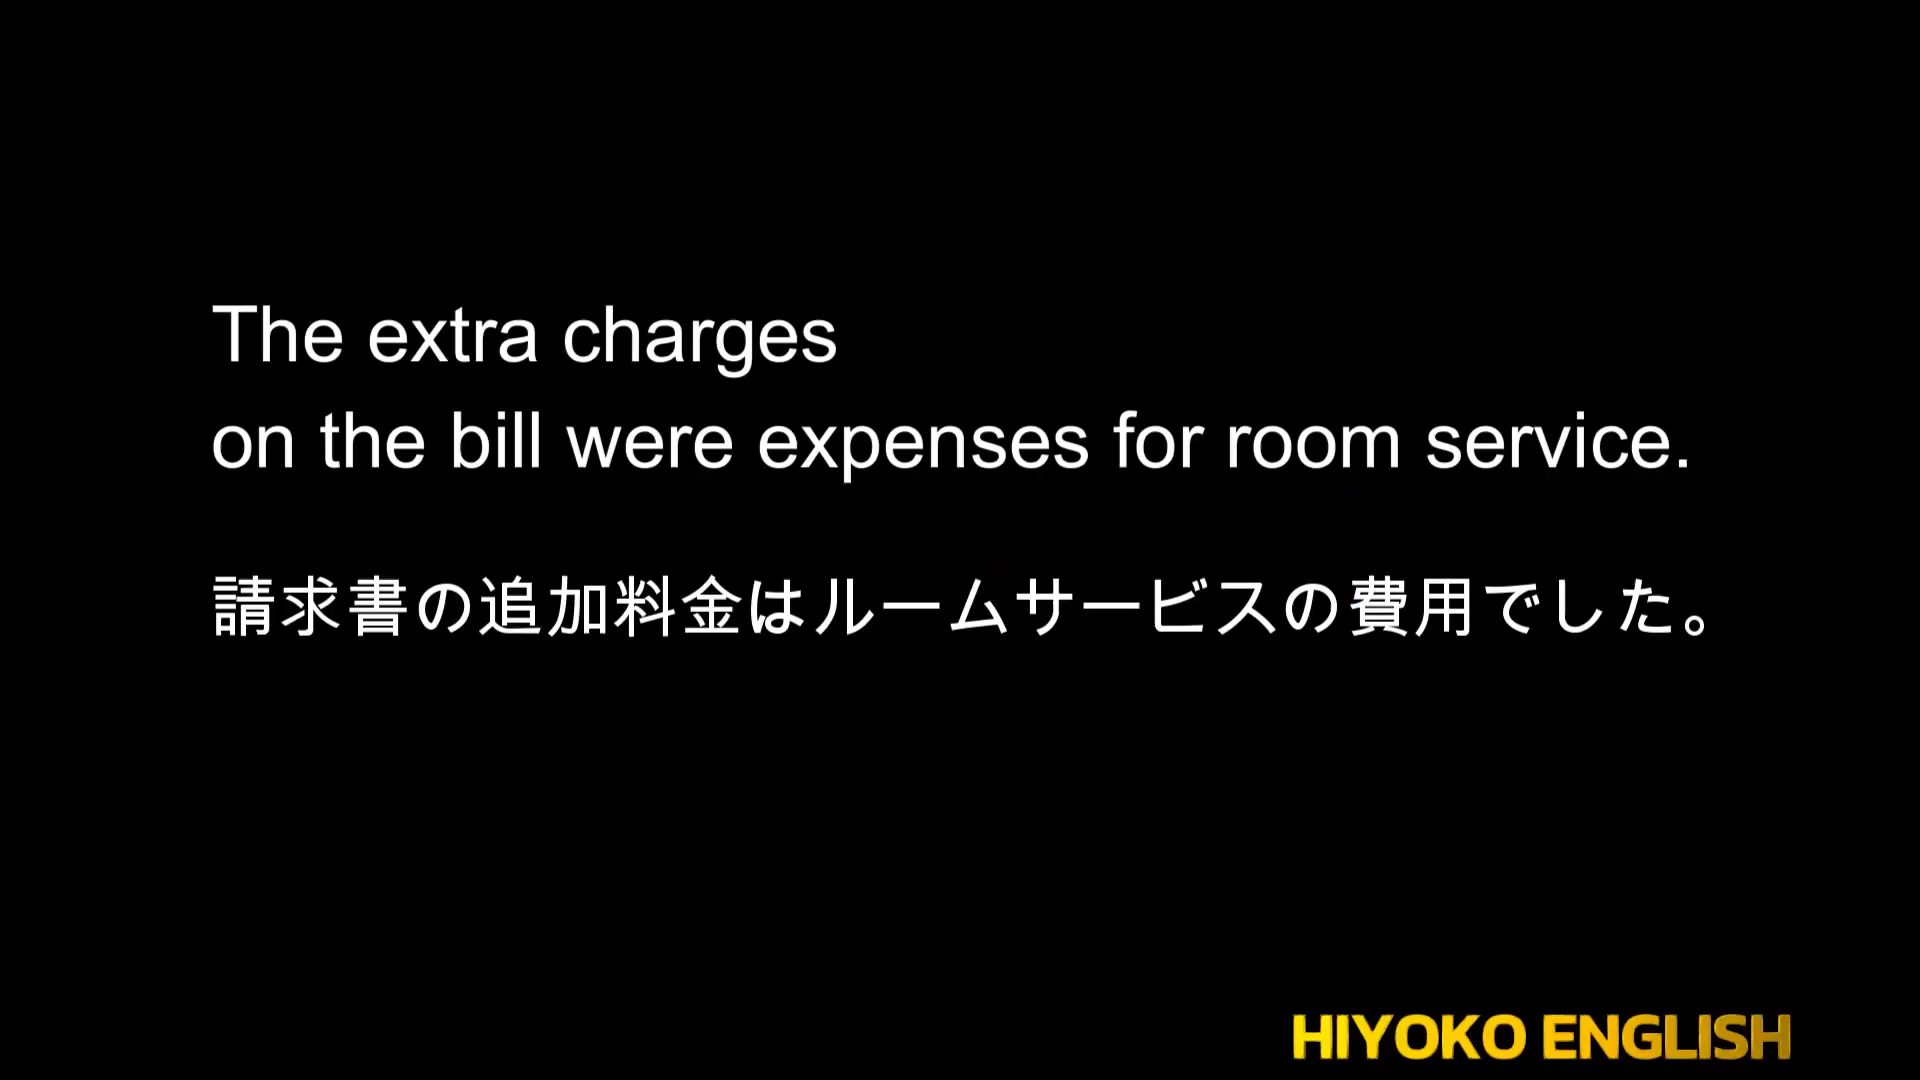 The extra charges
on the bill were expenses for room service.
請求書の追加料金はルームサービスの費用でした。
HIYOKO ENGLISH